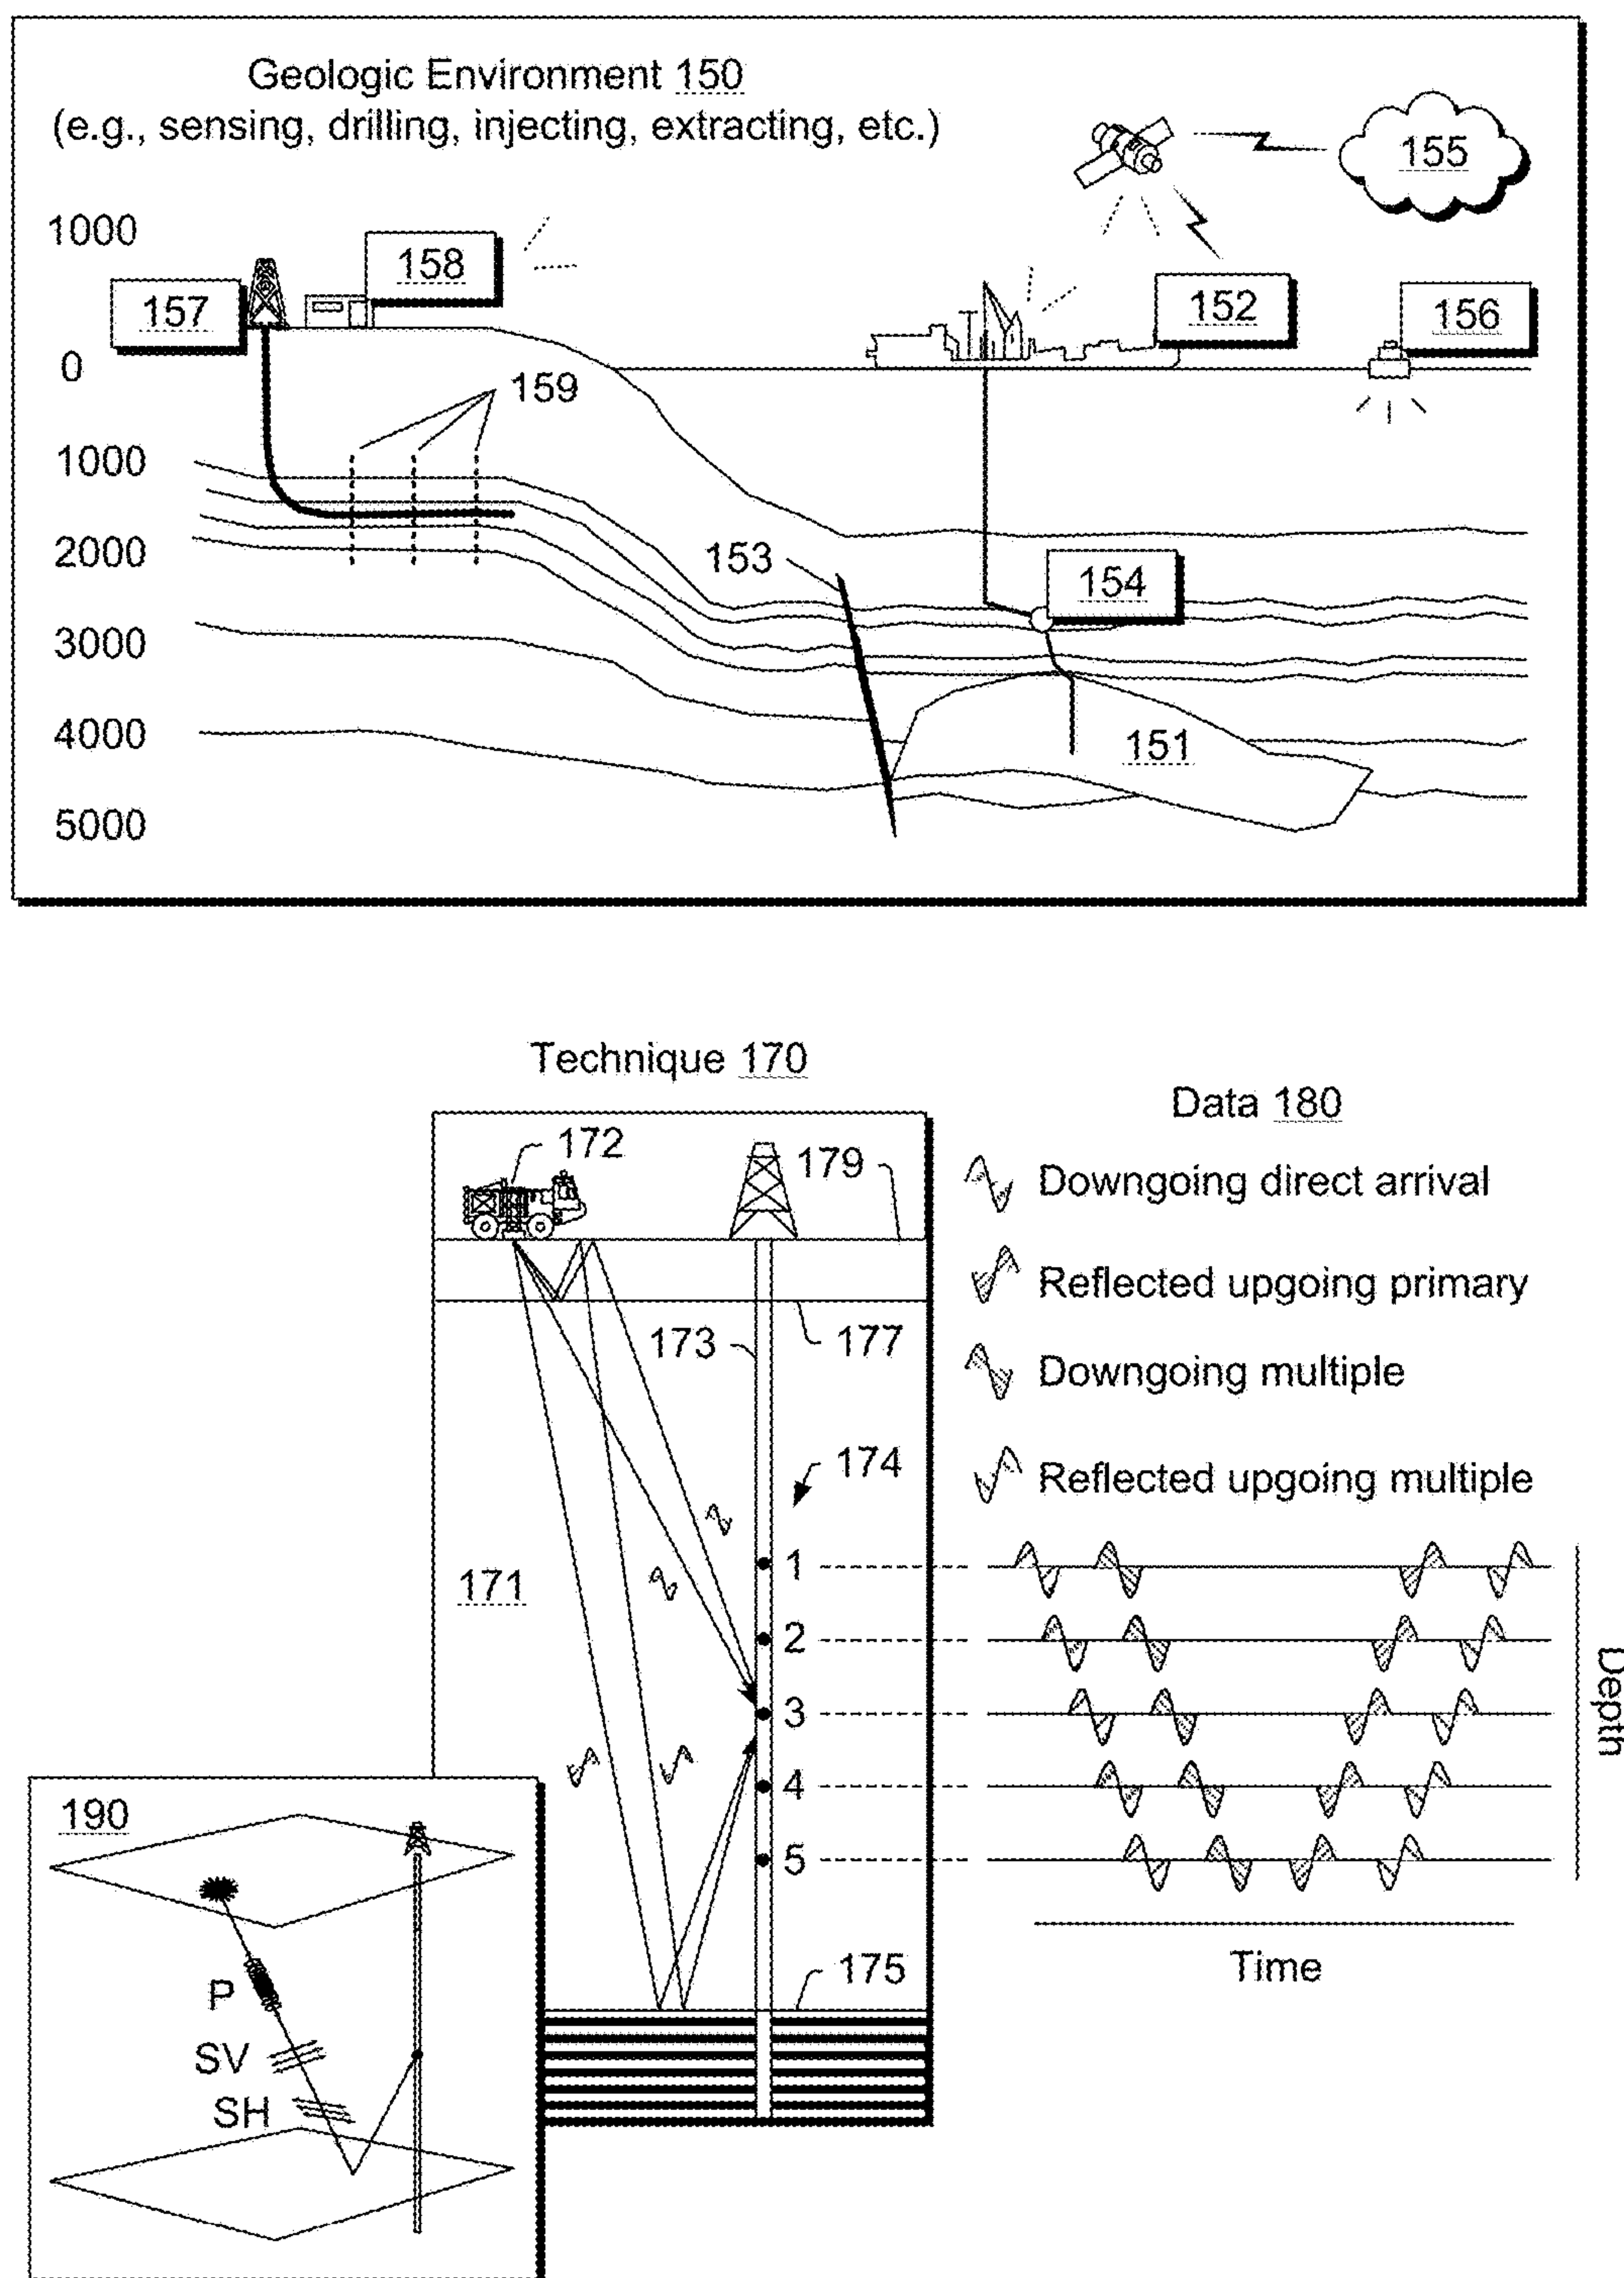 Geologic Environment 150
(e.g., sensing, drilling, injecting, extracting, etc.)
155
1000
158
157
152
156
0
159
1000
153
2000
154
3000
4000
151
5000
Technique 170
Data 180
172
179
Downgoing direct arrival
Reflected upgoing primary
173
177
Downgoing multiple
174
Reflected upgoing multiple
1
171
2
3
Depth
4
190
5
175
Time
P
SV
SH